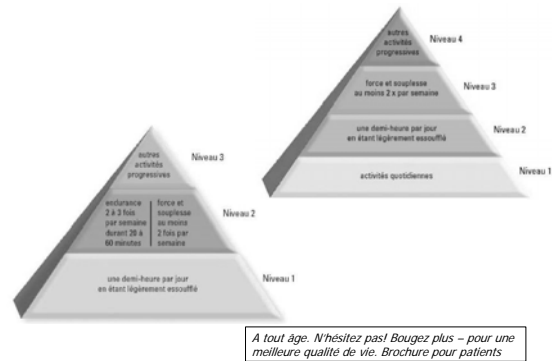 autres
activités
progressives
Niveau 4
force et souplesse
au moins 2 x par semaine
Niveau 3
une demi-heure par jour
en étant légèrement essoufflé
Niveau 2
activités quotidiennes
Niveau 1
autres
activités
progressives
Niveau 3
endurance
2 à 3 fois
par semaine
durant 20 à
60 minutes
force et
souplesse
au moins
2 fois par
semaine
Niveau 2
une demi-heure par jour
en étant légèrement essoufflé
Niveau 1
A tout âge. N'hésitez pas! Bougez plus – pour une
meilleure qualité de vie. Brochure pour patients